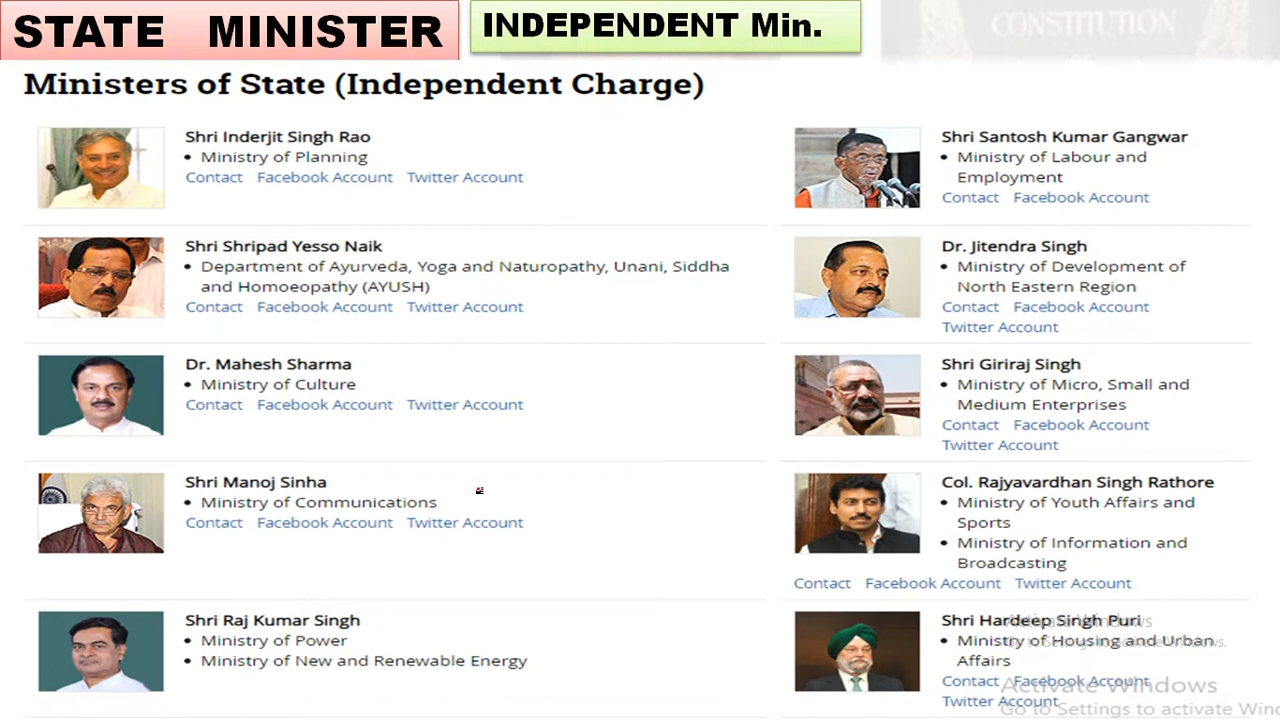 STATE MINISTER
INDEPENDENT Min.
CONSTITUTION
Ministers of State (Independent Charge)
Shri Inderjit Singh Rao
• Ministry of Planning
Contact Facebook Account Twitter Account
Shri Shripad Yesso Naik
• Department of Ayurveda, Yoga and Naturopathy, Unani, Siddha
and Homoeopathy (AYUSH)
Contact Facebook Account Twitter Account
Dr. Mahesh Sharma
• Ministry of Culture
Contact Facebook Account Twitter Account
Shri Manoj Sinha
• Ministry of Communications
Contact Facebook Account Twitter Account
Shri Raj Kumar Singh
• Ministry of Power
• Ministry of New and Renewable Energy
Shri Santosh Kumar Gangwar
• Ministry of Labour and
Employment
Contact Facebook Account
Dr. Jitendra Singh
• Ministry of Development of
North Eastern Region
Contact Facebook Account
Twitter Account
Shri Giriraj Singh
• Ministry of Micro, Small and
Medium Enterprises
Contact Facebook Account
Twitter Account
Col. Rajyavardhan Singh Rathore
• Ministry of Youth Affairs and
Sports
• Ministry of Information and
Broadcasting
Contact Facebook Account Twitter Account
Shri Hardeep Singh Puri
• Ministry of Housing and Urban
Affairs
Contact Facebook Account
Twitter Account
Activate Windows
Go to Settings to activate Windows.
Activate Windows
Go to Settings to activate Wind